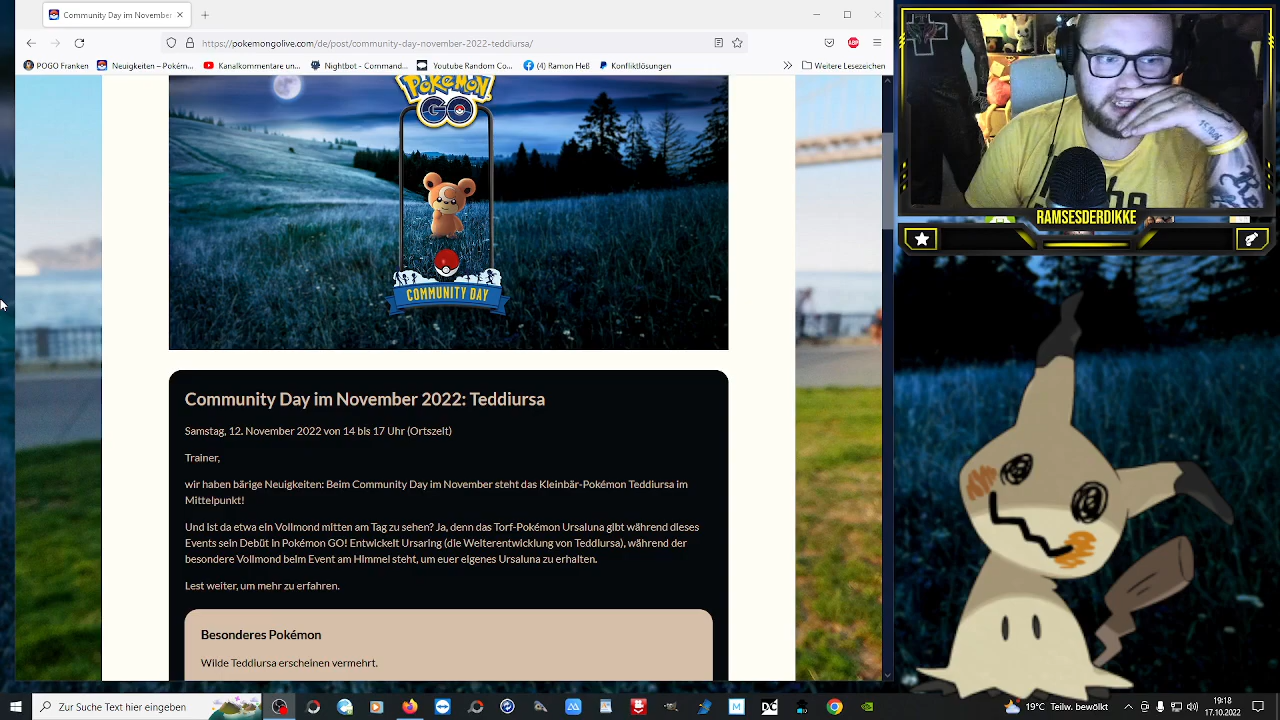 Community Day im November
https://pokemongolive.com/de/post/community-day-november-2022-teddiursa/
ABP
POGO Franken
Neuigkeiten – Pokém...
Kanalkommentare un...
Nightbot - Command...
Youtube Random Co...
(4) Ramon Heß
Konfliktlösungen
Weitere Lesezeichen
POKÉMON
GO
COMMUNITY DAY
Community Day im November 2022: Teddiursa
Samstag, 12. November 2022 von 14 bis 17 Uhr (Ortszeit)
Trainer,
wir haben bärige Neuigkeiten: Beim Community Day im November steht das Kleinbär-Pokémon Teddiursa im
Mittelpunkt!
Und ist da etwa ein Vollmond mitten am Tag zu sehen? Ja, denn das Torf-Pokémon Ursaluna gibt während dieses
Events sein Debüt in Pokémon GO! Entwickelt Ursaring (die Weiterentwicklung von Teddiursa), während der
besondere Vollmond beim Event am Himmel steht, um euer eigenes Ursaluna zu erhalten.
Lest weiter, um mehr zu erfahren.
Besonderes Pokémon
Wilde Teddiursa erscheinen vermehrt.
RAMSESDERDIKKE
Zur Suche Text hier eingeben
19°C Teilw. bewölkt
19:18
17.10.2022